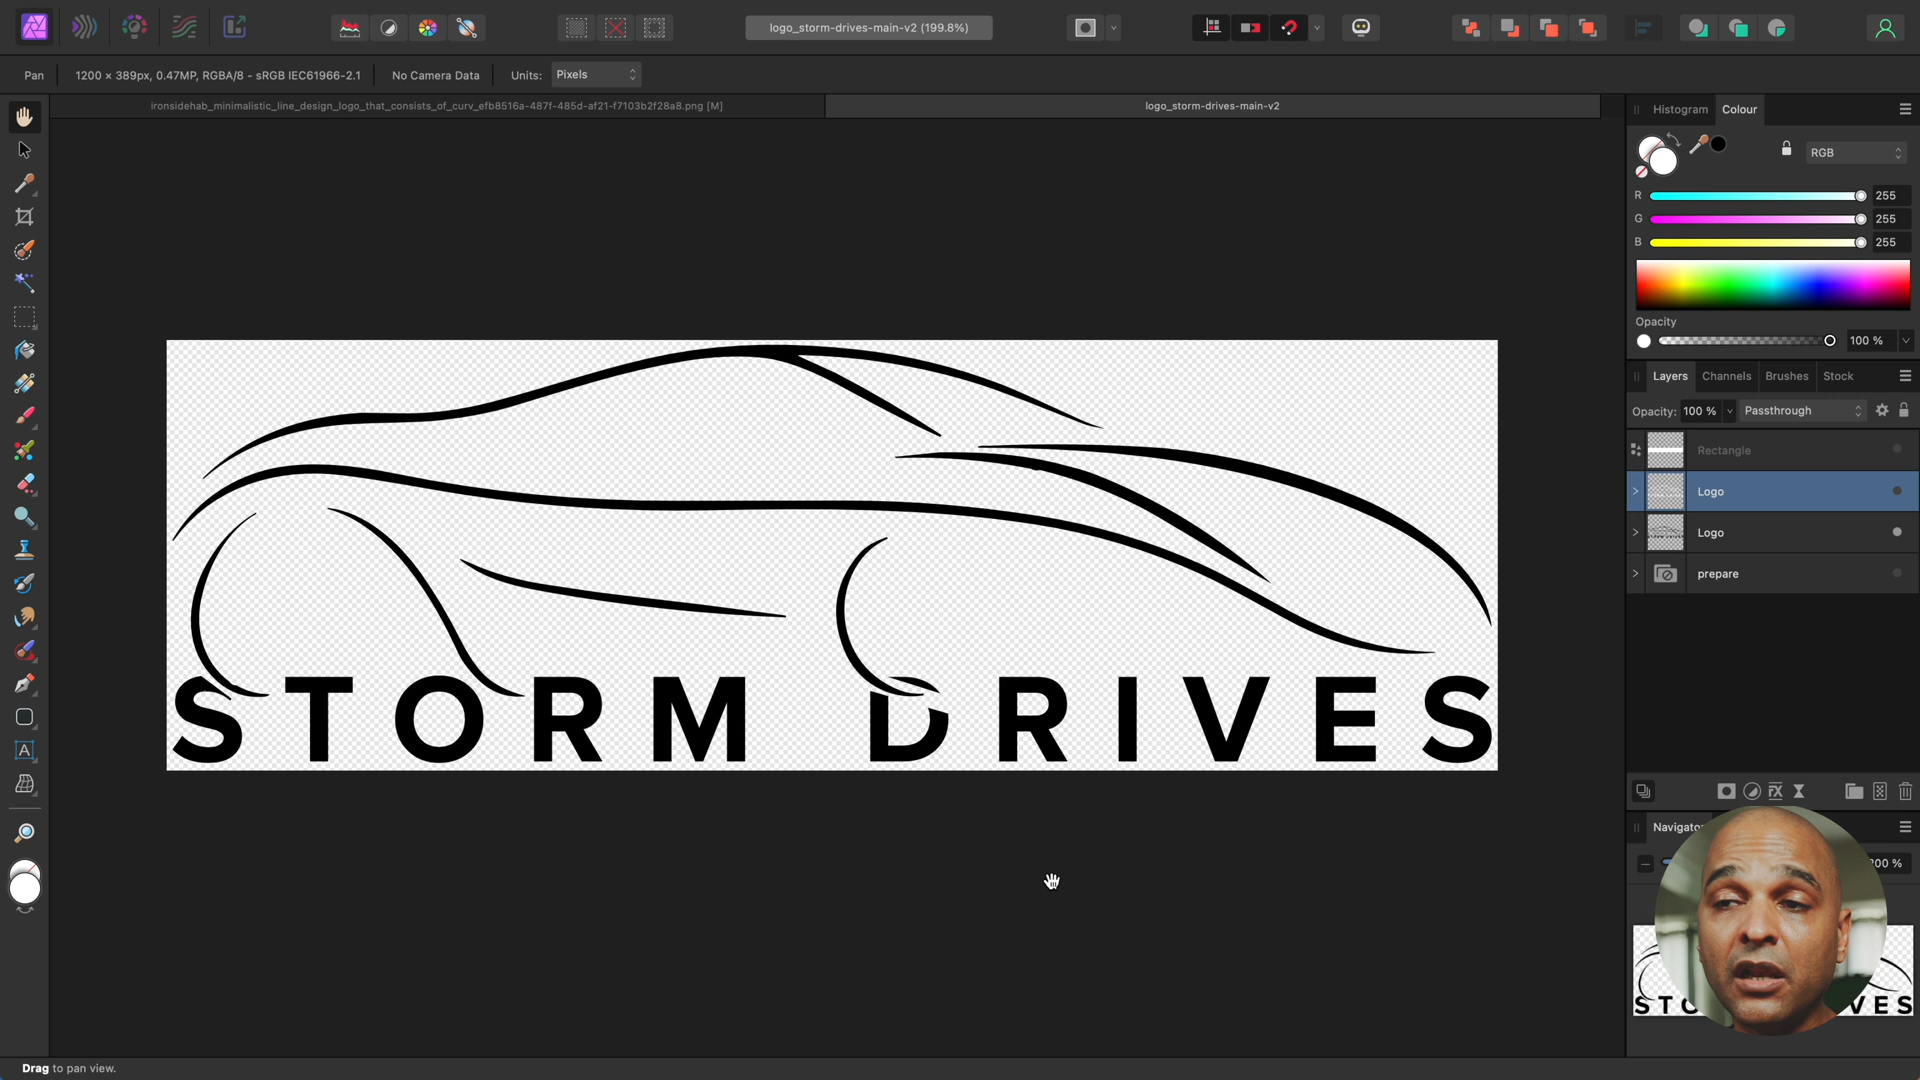 logo_storm-drives-main-v2 (199.8%)
Pan
1200 × 389px, 0.47MP, RGBA/8 - sRGB IEC61966-2.1
No Camera Data
Units:
Pixels
ironsidehab_minimalistic_line_design_logo_that_consists_of_curv_efb8516a-487f-485d-af21-f7103b2f28a8.png [M]
logo_storm-drives-main-v2
Histogram
Colour
RGB
R
255
G
255
B
255
Opacity
100 %
Layers
Channels
Brushes
Stock
Opacity:
100 %
Passthrough
Rectangle
Logo
Logo
prepare
STORM DRIVES
Drag to pan view.